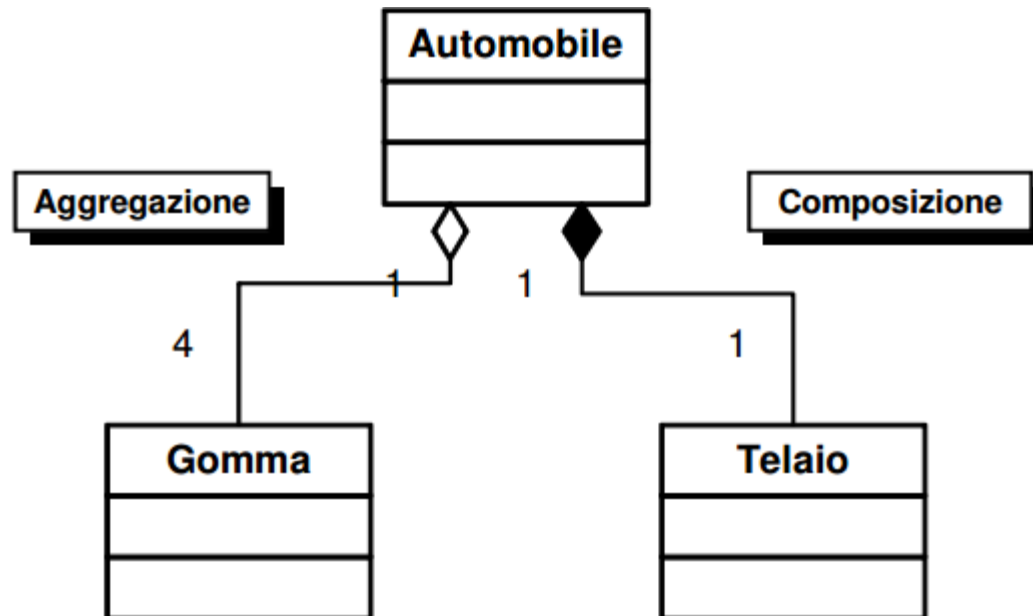 Automobile
Aggregazione
Composizione
1
1
4
1
Gomma
Telaio